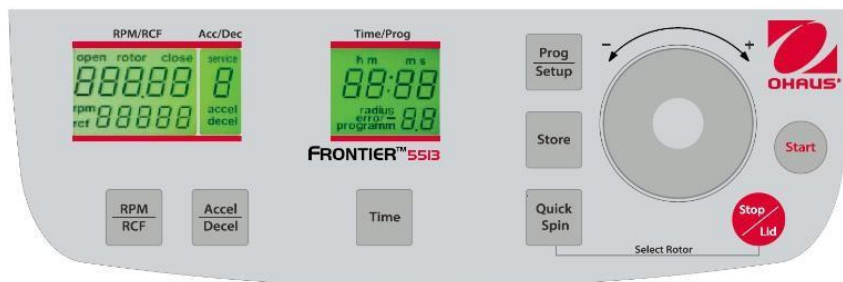 RPM/RCF Acc/Dec
open rotor close service
888.88 8
rpm 88888 accel
rcf decel
Time/Prog
h m m s
88:88
radius
error
programm 8.8
FRONTIER™ 5513
RPM
RCF
Accel
Decel
Time
Prog
Setup
Store
Quick
Spin
- +
OHAUS®
Start
Stop
Lid
Select Rotor